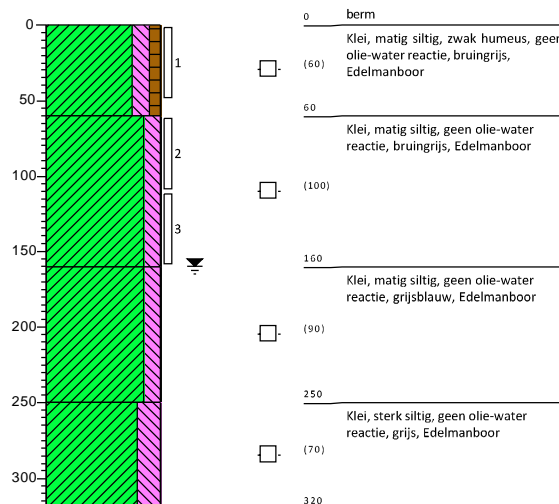 0
50
100
150
200
250
300
1
2
3
0 berm
Klei, matig siltig, zwak humeus, geen
olie-water reactie, bruingrijs,
Edelmanboor
(60)
60
Klei, matig siltig, geen olie-water
reactie, bruingrijs, Edelmanboor
(100)
160
Klei, matig siltig, geen olie-water
reactie, grijsblauw, Edelmanboor
(90)
250
Klei, sterk siltig, geen olie-water
reactie, grijs, Edelmanboor
(70)
320